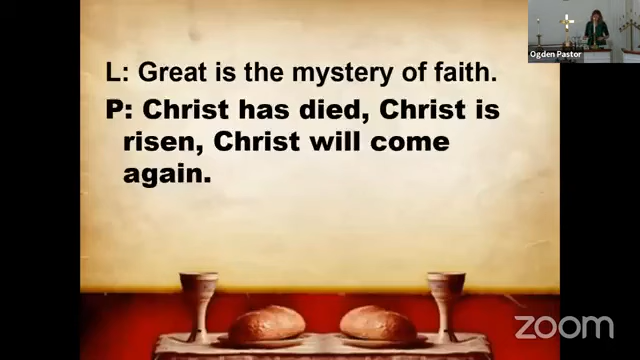 Ogden Pastor
L: Great is the mystery of faith.
P: Christ has died, Christ is
risen, Christ will come
again.
zoom